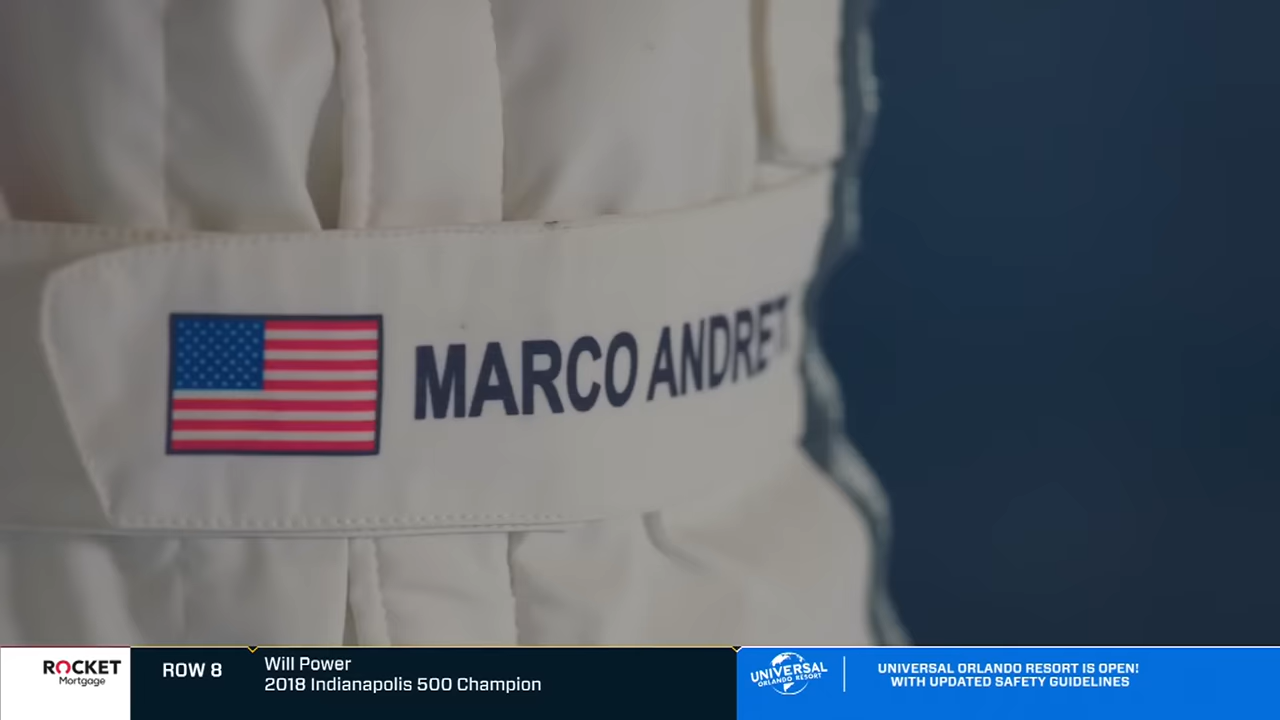 MARCO ANDRET
ROCKET
Mortgage
ROW 8
Will Power
2018 Indianapolis 500 Champion
UNIVERSAL
ORLANDO RESORT
UNIVERSAL ORLANDO RESORT IS OPEN!
WITH UPDATED SAFETY GUIDELINES